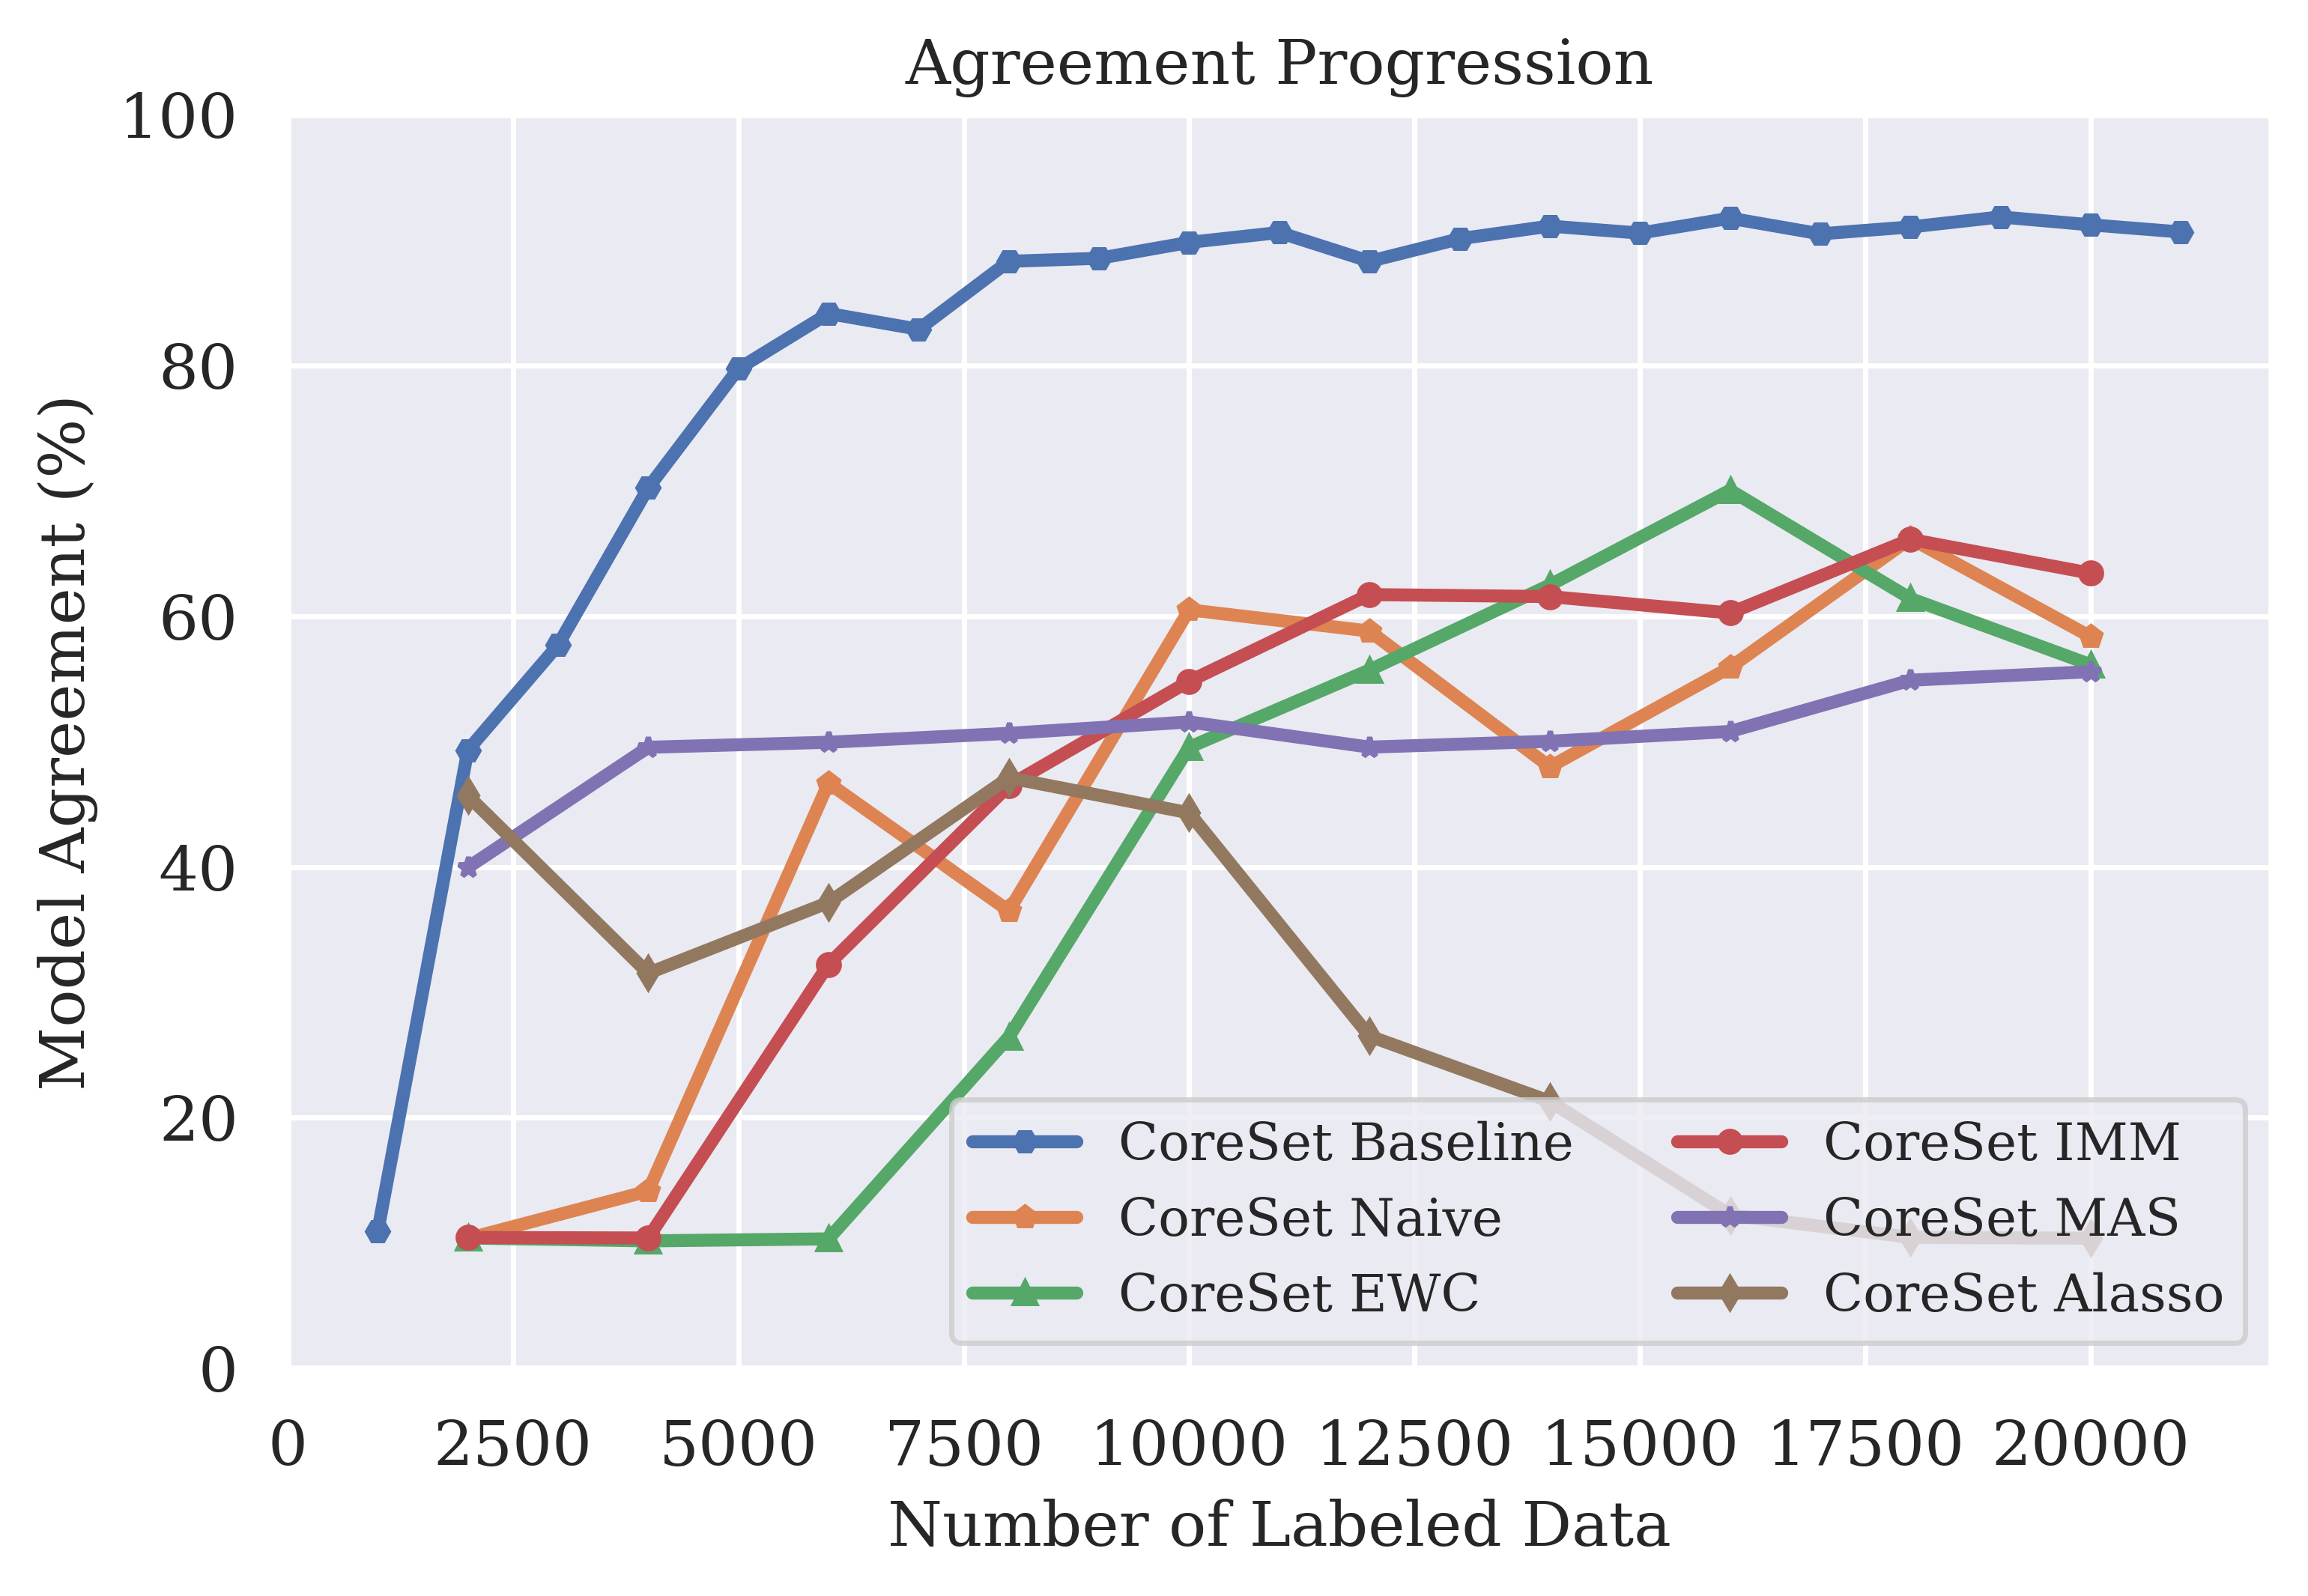 Agreement Progression
100
80
60
40
20
0
Model Agreement (%)
0 2500 5000 7500 10000 12500 15000 17500 20000
Number of Labeled Data
CoreSet Baseline
CoreSet Naive
CoreSet EWC
CoreSet IMM
CoreSet MAS
CoreSet Alasso